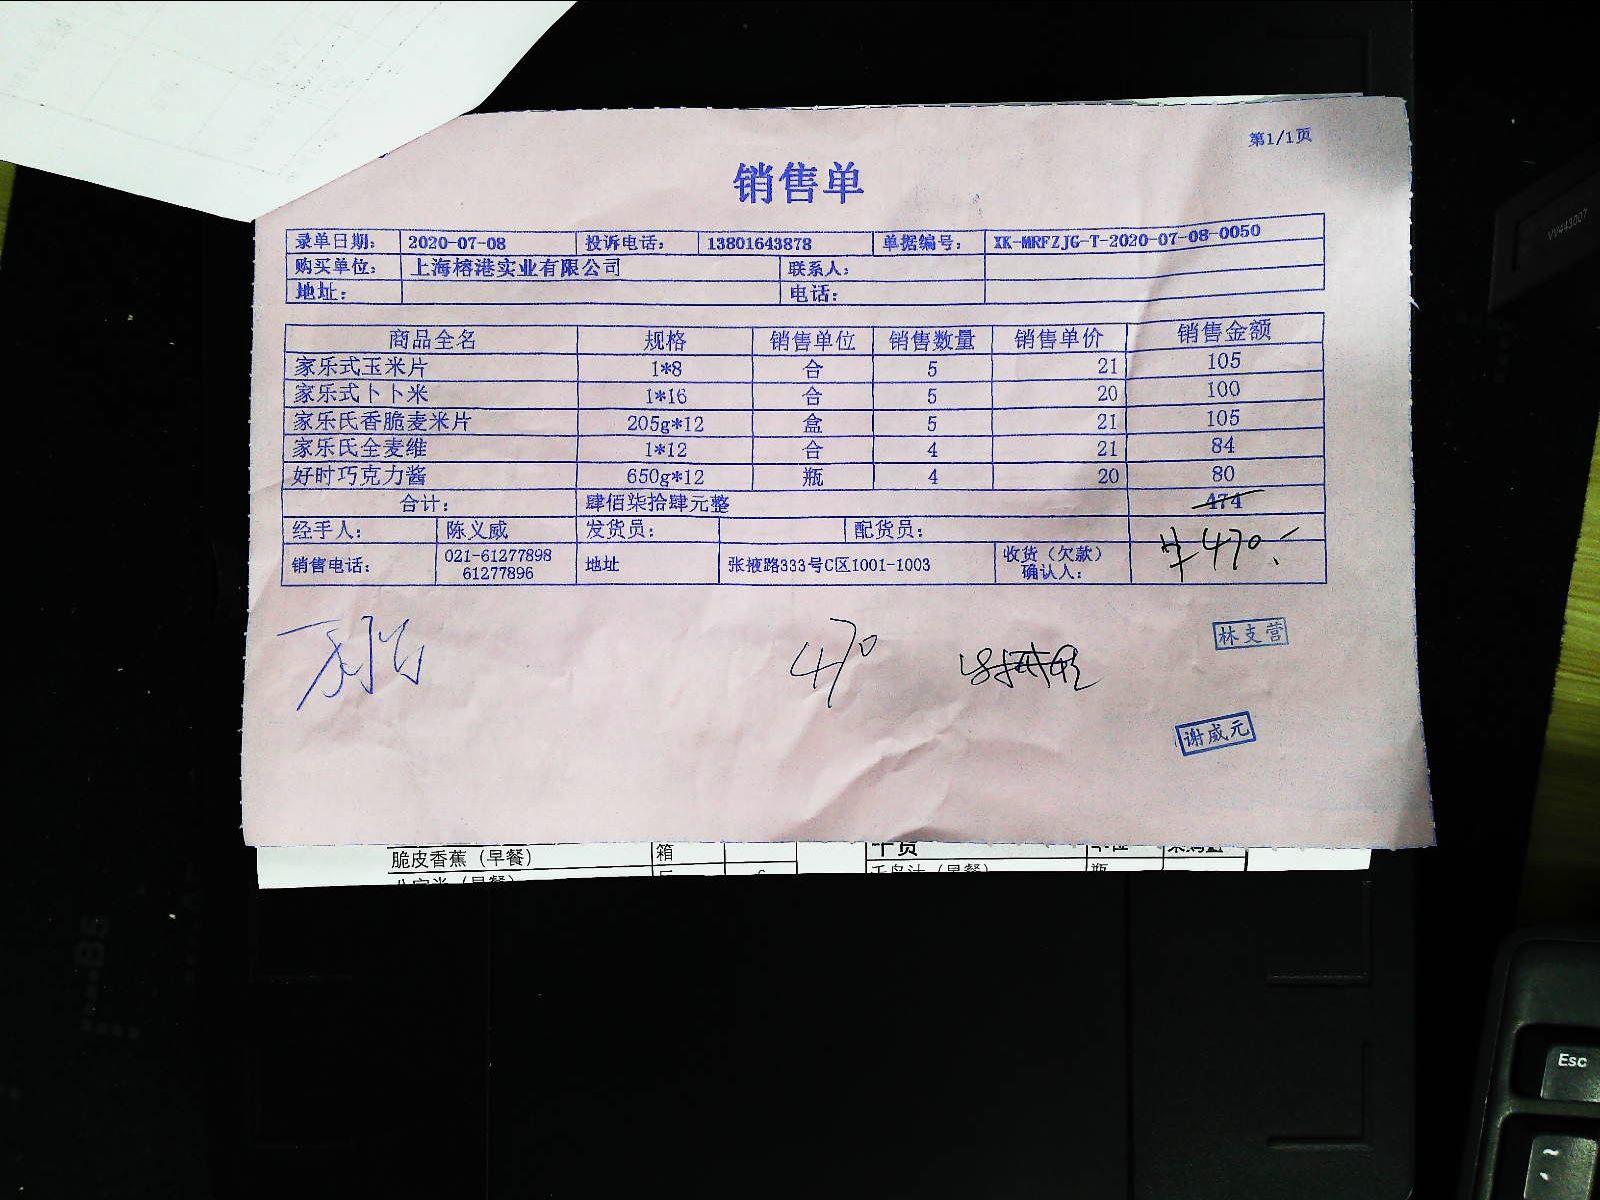 第1/1页
销售单
录单日期: 2020-07-08 投诉电话: 13801643878 单据编号: XK-MRFZJG-T-2020-07-08-0050
购买单位: 上海榕港实业有限公司 联系人:
地址: 电话:
商品全名 规格 销售单位 销售数量 销售单价 销售金额
家乐式玉米片 1*8 合 5 21 105
家乐式卜卜米 1*16 合 5 20 100
家乐氏香脆麦米片 205g*12 盒 5 21 105
家乐氏全麦维 1*12 合 4 21 84
好时巧克力酱 650g*12 瓶 4 20 80
合计: 肆佰柒拾肆元整 474
经手人: 陈义威 发货员: 配货员:
销售电话: 021-61277898 61277896 地址 张掖路333号C区1001-1003 收货(欠款)确认人: ¥470.-
470
林支营
谢威元
脆皮香蕉(早餐) 箱 干货
VV443007
Esc
~